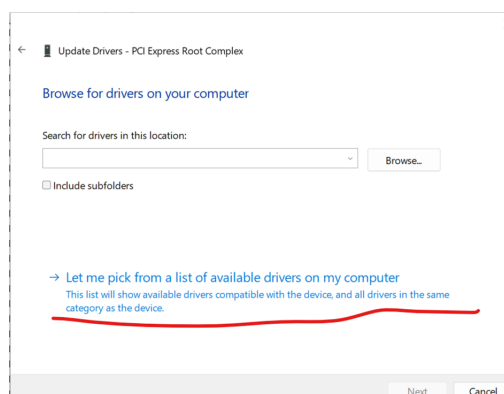 Update Drivers - PCI Express Root Complex
Browse for drivers on your computer
Search for drivers in this location:
Browse...
Include subfolders
Let me pick from a list of available drivers on my computer
This list will show available drivers compatible with the device, and all drivers in the same
category as the device.
Next Cancel